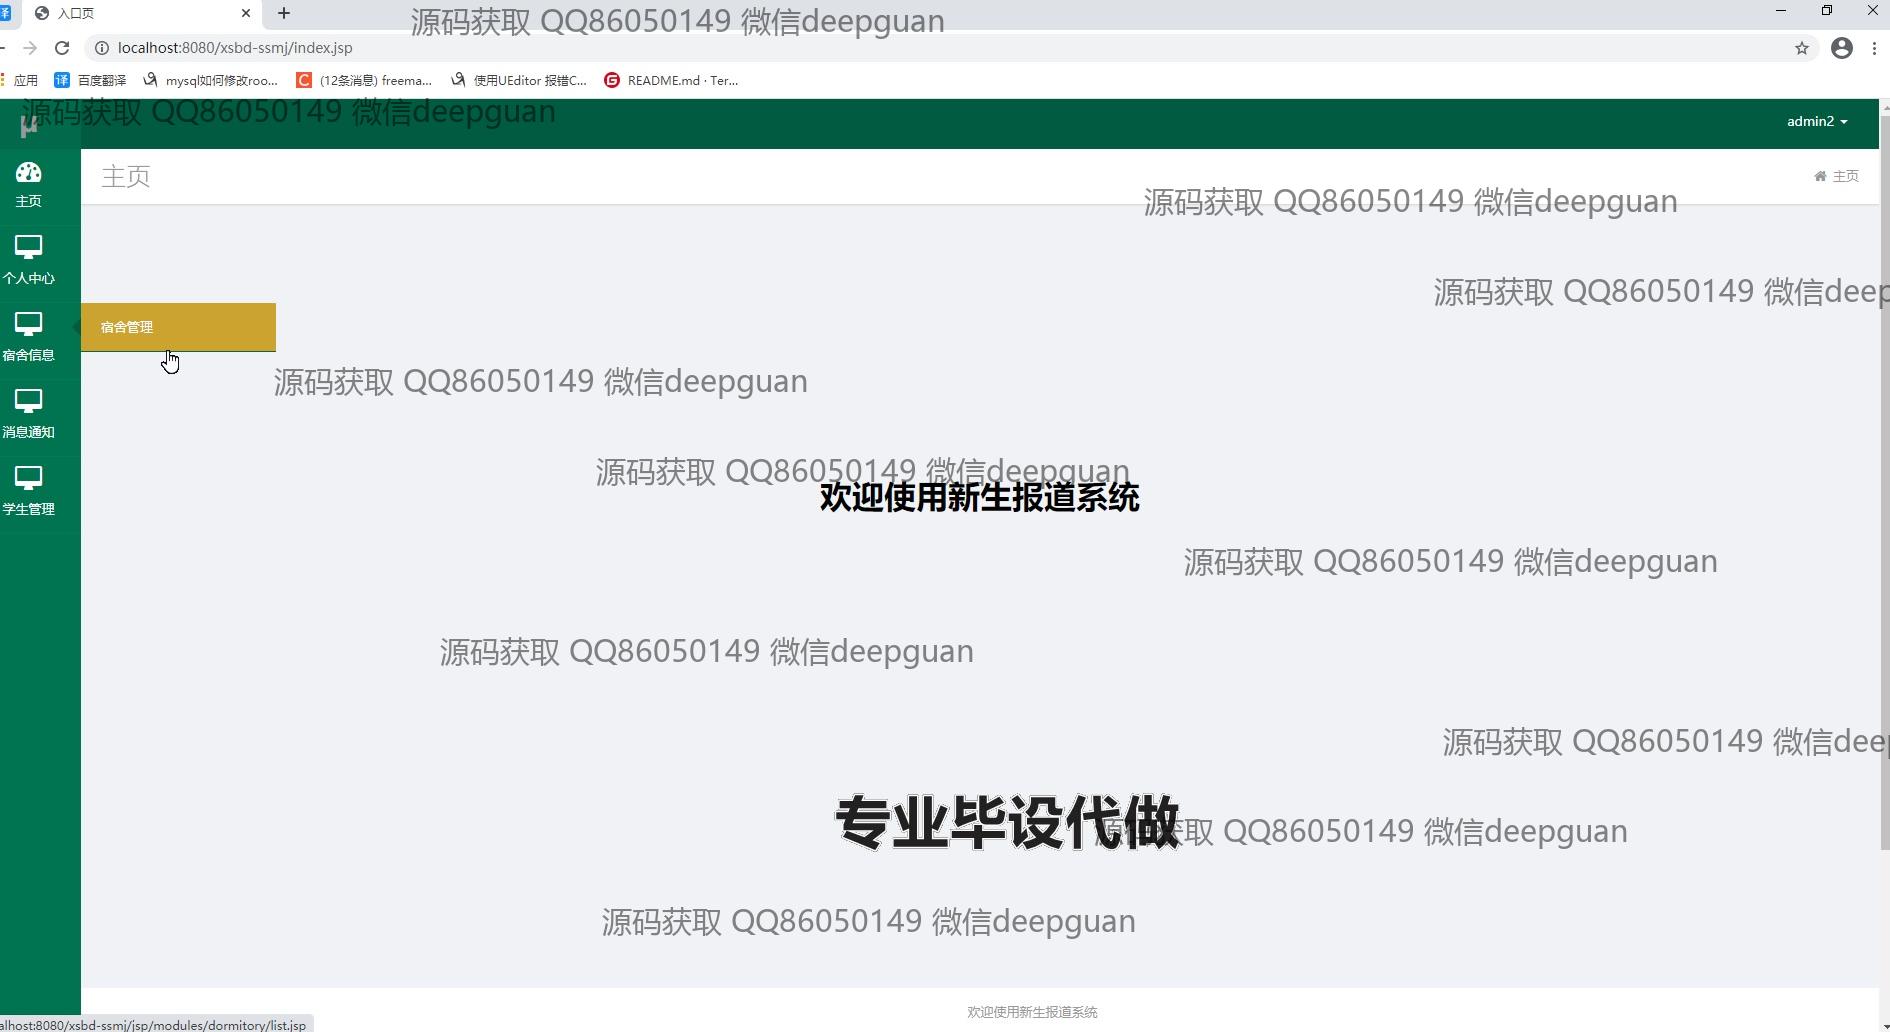 译
入口页
源码获取 QQ86050149 微信deepguan
localhost:8080/xsbd-ssmj/index.jsp
应用
译 百度翻译
mysql如何修改roo...
C (12条消息) freema...
使用UEditor 报错C...
G README.md · Ter...
源码获取 QQ86050149 微信deepguan
μ
admin2
主页
主页
源码获取 QQ86050149 微信deepguan
主页
个人中心
源码获取 QQ86050149 微信deep
宿舍管理
宿舍信息
源码获取 QQ86050149 微信deepguan
消息通知
源码获取 QQ86050149 微信deepguan
欢迎使用新生报道系统
学生管理
源码获取 QQ86050149 微信deepguan
源码获取 QQ86050149 微信deepguan
源码获取 QQ86050149 微信deep
专业毕设代做
源码获取 QQ86050149 微信deepguan
源码获取 QQ86050149 微信deepguan
欢迎使用新生报道系统
alhost:8080/xsbd-ssmj/jsp/modules/dormitory/list.jsp